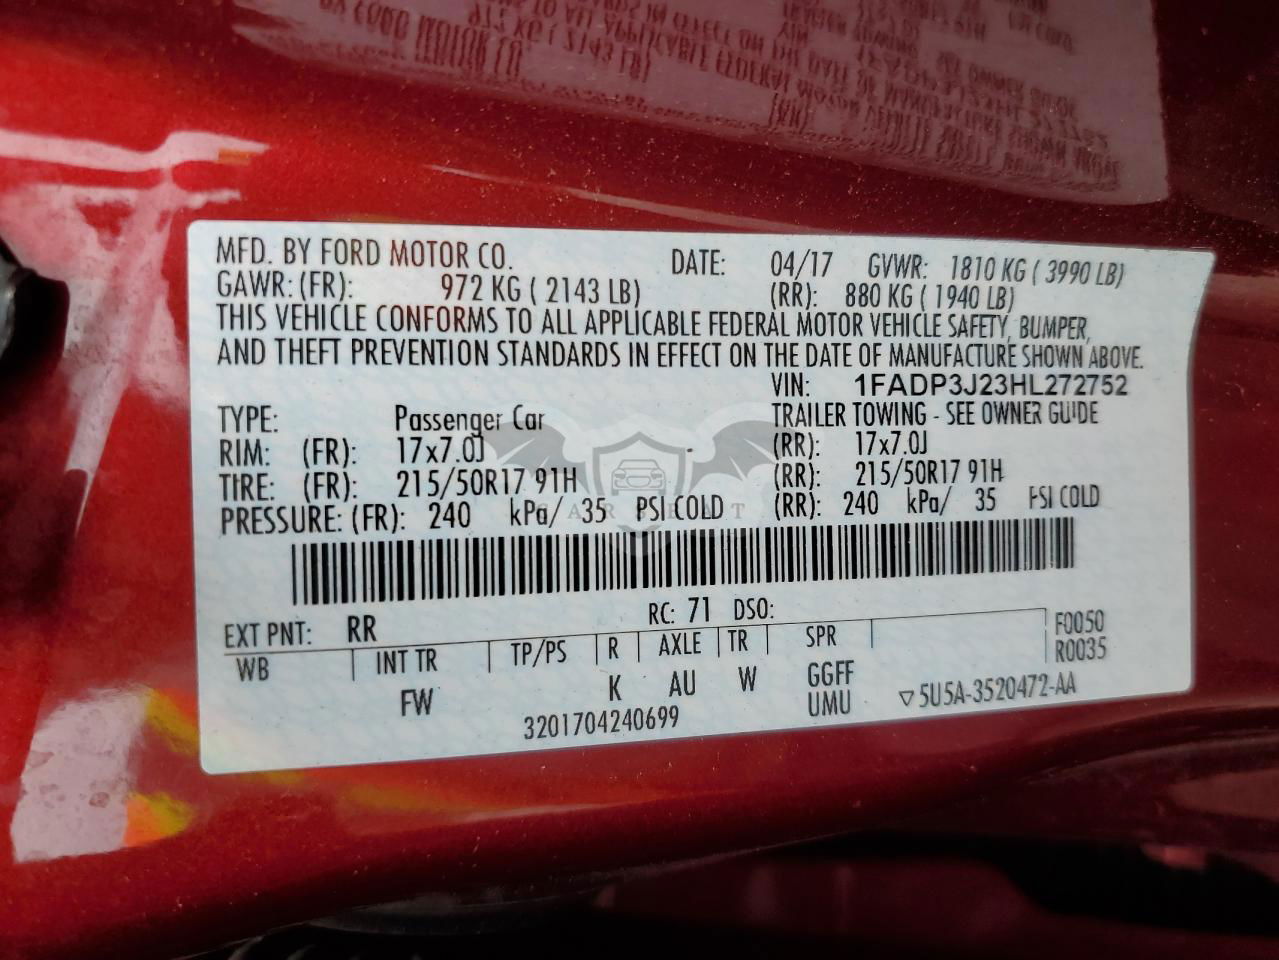 MFD. BY FORD MOTOR CO. DATE: 04/17 GVWR: 1810 KG ( 3990 LB)
GAWR: (FR): 972 KG ( 2143 LB) (RR): 880 KG ( 1940 LB)
THIS VEHICLE CONFORMS TO ALL APPLICABLE FEDERAL MOTOR VEHICLE SAFETY, BUMPER,
AND THEFT PREVENTION STANDARDS IN EFFECT ON THE DATE OF MANUFACTURE SHOWN ABOVE.
VIN: 1FADP3J23HL272752
TYPE: Passenger Car TRAILER TOWING - SEE OWNER GUIDE
RIM: (FR): 17x7.0J - (RR): 17x7.0J
TIRE: (FR): 215/50R17 91H (RR): 215/50R17 91H
PRESSURE: (FR): 240 kPa/ 35 PSI COLD (RR): 240 kPa/ 35 PSI COLD
RC: 71 DSO:
EXT PNT: RR F0050
WB INT TR TP/PS R AXLE TR SPR R0035
FW K AU W GGFF
UMU 5U5A-3520472-AA
3201704240699